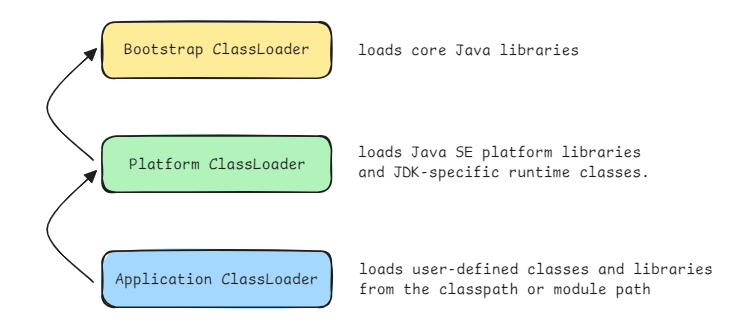 Bootstrap ClassLoader
loads core Java libraries
Platform ClassLoader
loads Java SE platform libraries
and JDK-specific runtime classes.
Application ClassLoader
loads user-defined classes and libraries
from the classpath or module path